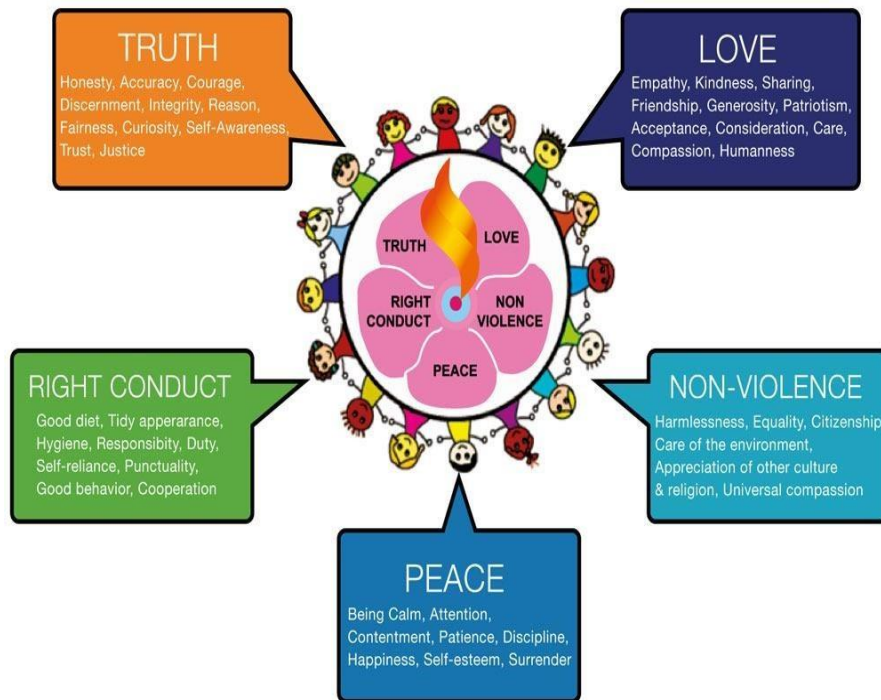 TRUTH
Honesty, Accuracy, Courage,
Discernment, Integrity, Reason,
Fairness, Curiosity, Self-Awareness,
Trust, Justice
LOVE
Empathy, Kindness, Sharing,
Friendship, Generosity, Patriotism,
Acceptance, Consideration, Care,
Compassion, Humanness
TRUTH
LOVE
RIGHT
CONDUCT
NON
VIOLENCE
PEACE
RIGHT CONDUCT
Good diet, Tidy apperarance,
Hygiene, Responsibity, Duty,
Self-reliance, Punctuality,
Good behavior, Cooperation
NON-VIOLENCE
Harmlessness, Equality, Citizenship
Care of the environment,
Appreciation of other culture
& religion, Universal compassion
PEACE
Being Calm, Attention,
Contentment, Patience, Discipline,
Happiness, Self-esteem, Surrender